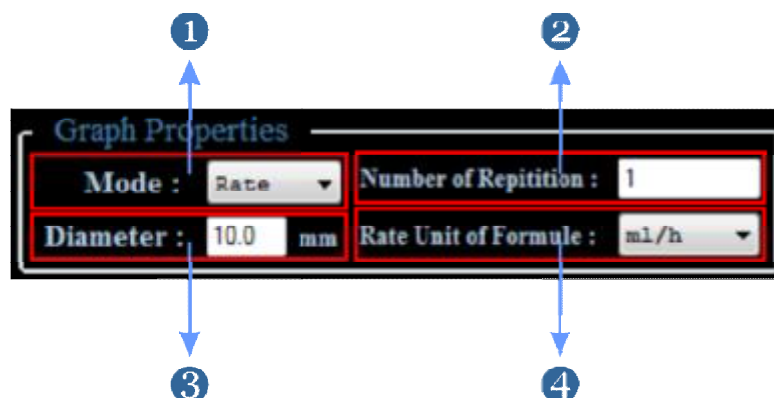 1 2
Graph Properties
Mode : Rate Number of Repitition : 1
Diameter : 10.0 mm Rate Unit of Formule : ml/h
3 4